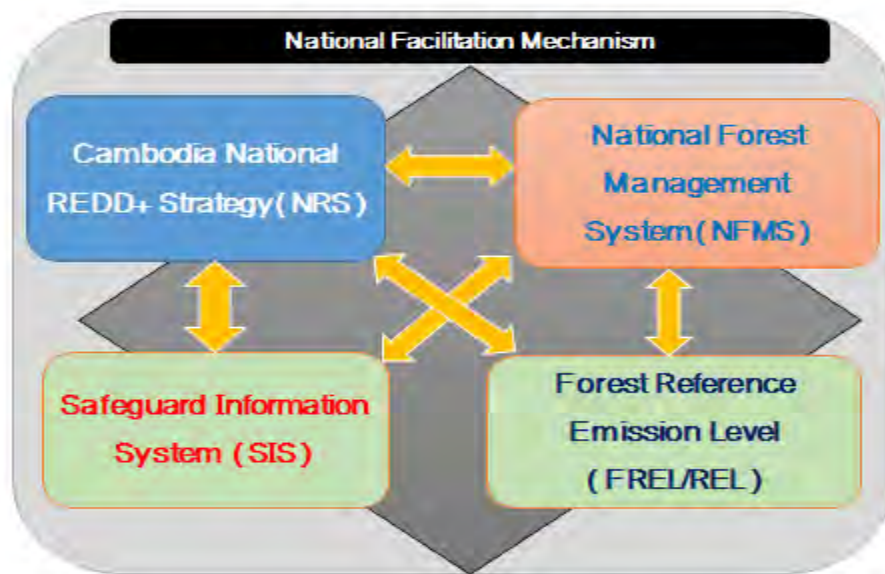 National Facilitation Mechanism
Cambodia National
REDD+ Strategy(NRS)
National Forest
Management
System(NFMS)
Safeguard Information
System (SIS)
Forest Reference
Emission Level
(FREL/REL)